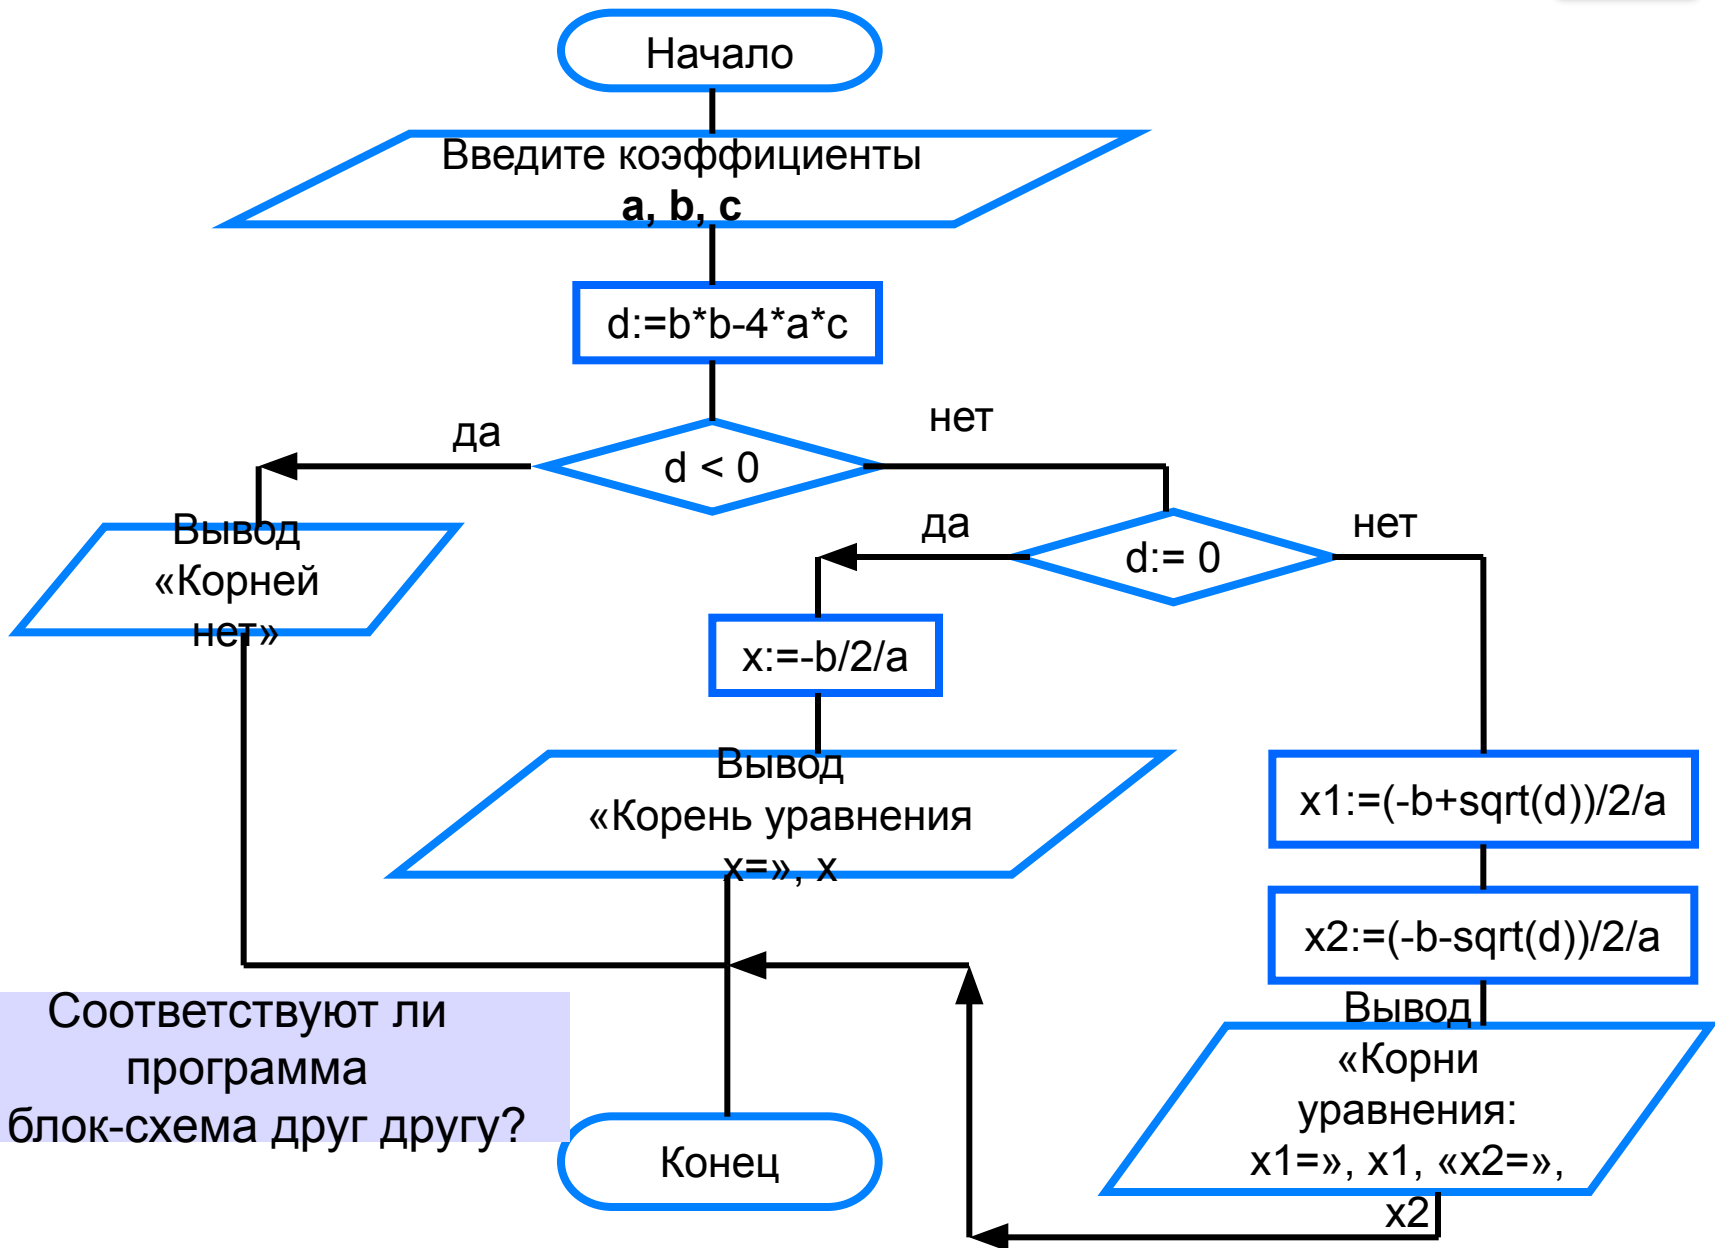 Начало
Введите коэффициенты
a, b, c
d:=b*b-4*a*c
да
нет
d < 0
Вывод
«Корней
нет»
да
нет
d:= 0
x:=-b/2/a
Вывод
«Корень уравнения
x=», x
x1:=(-b+sqrt(d))/2/a
x2:=(-b-sqrt(d))/2/a
Вывод
«Корни
уравнения:
x1=», x1, «x2=»,
x2
Соответствуют ли
программа
блок-схема друг другу?
Конец